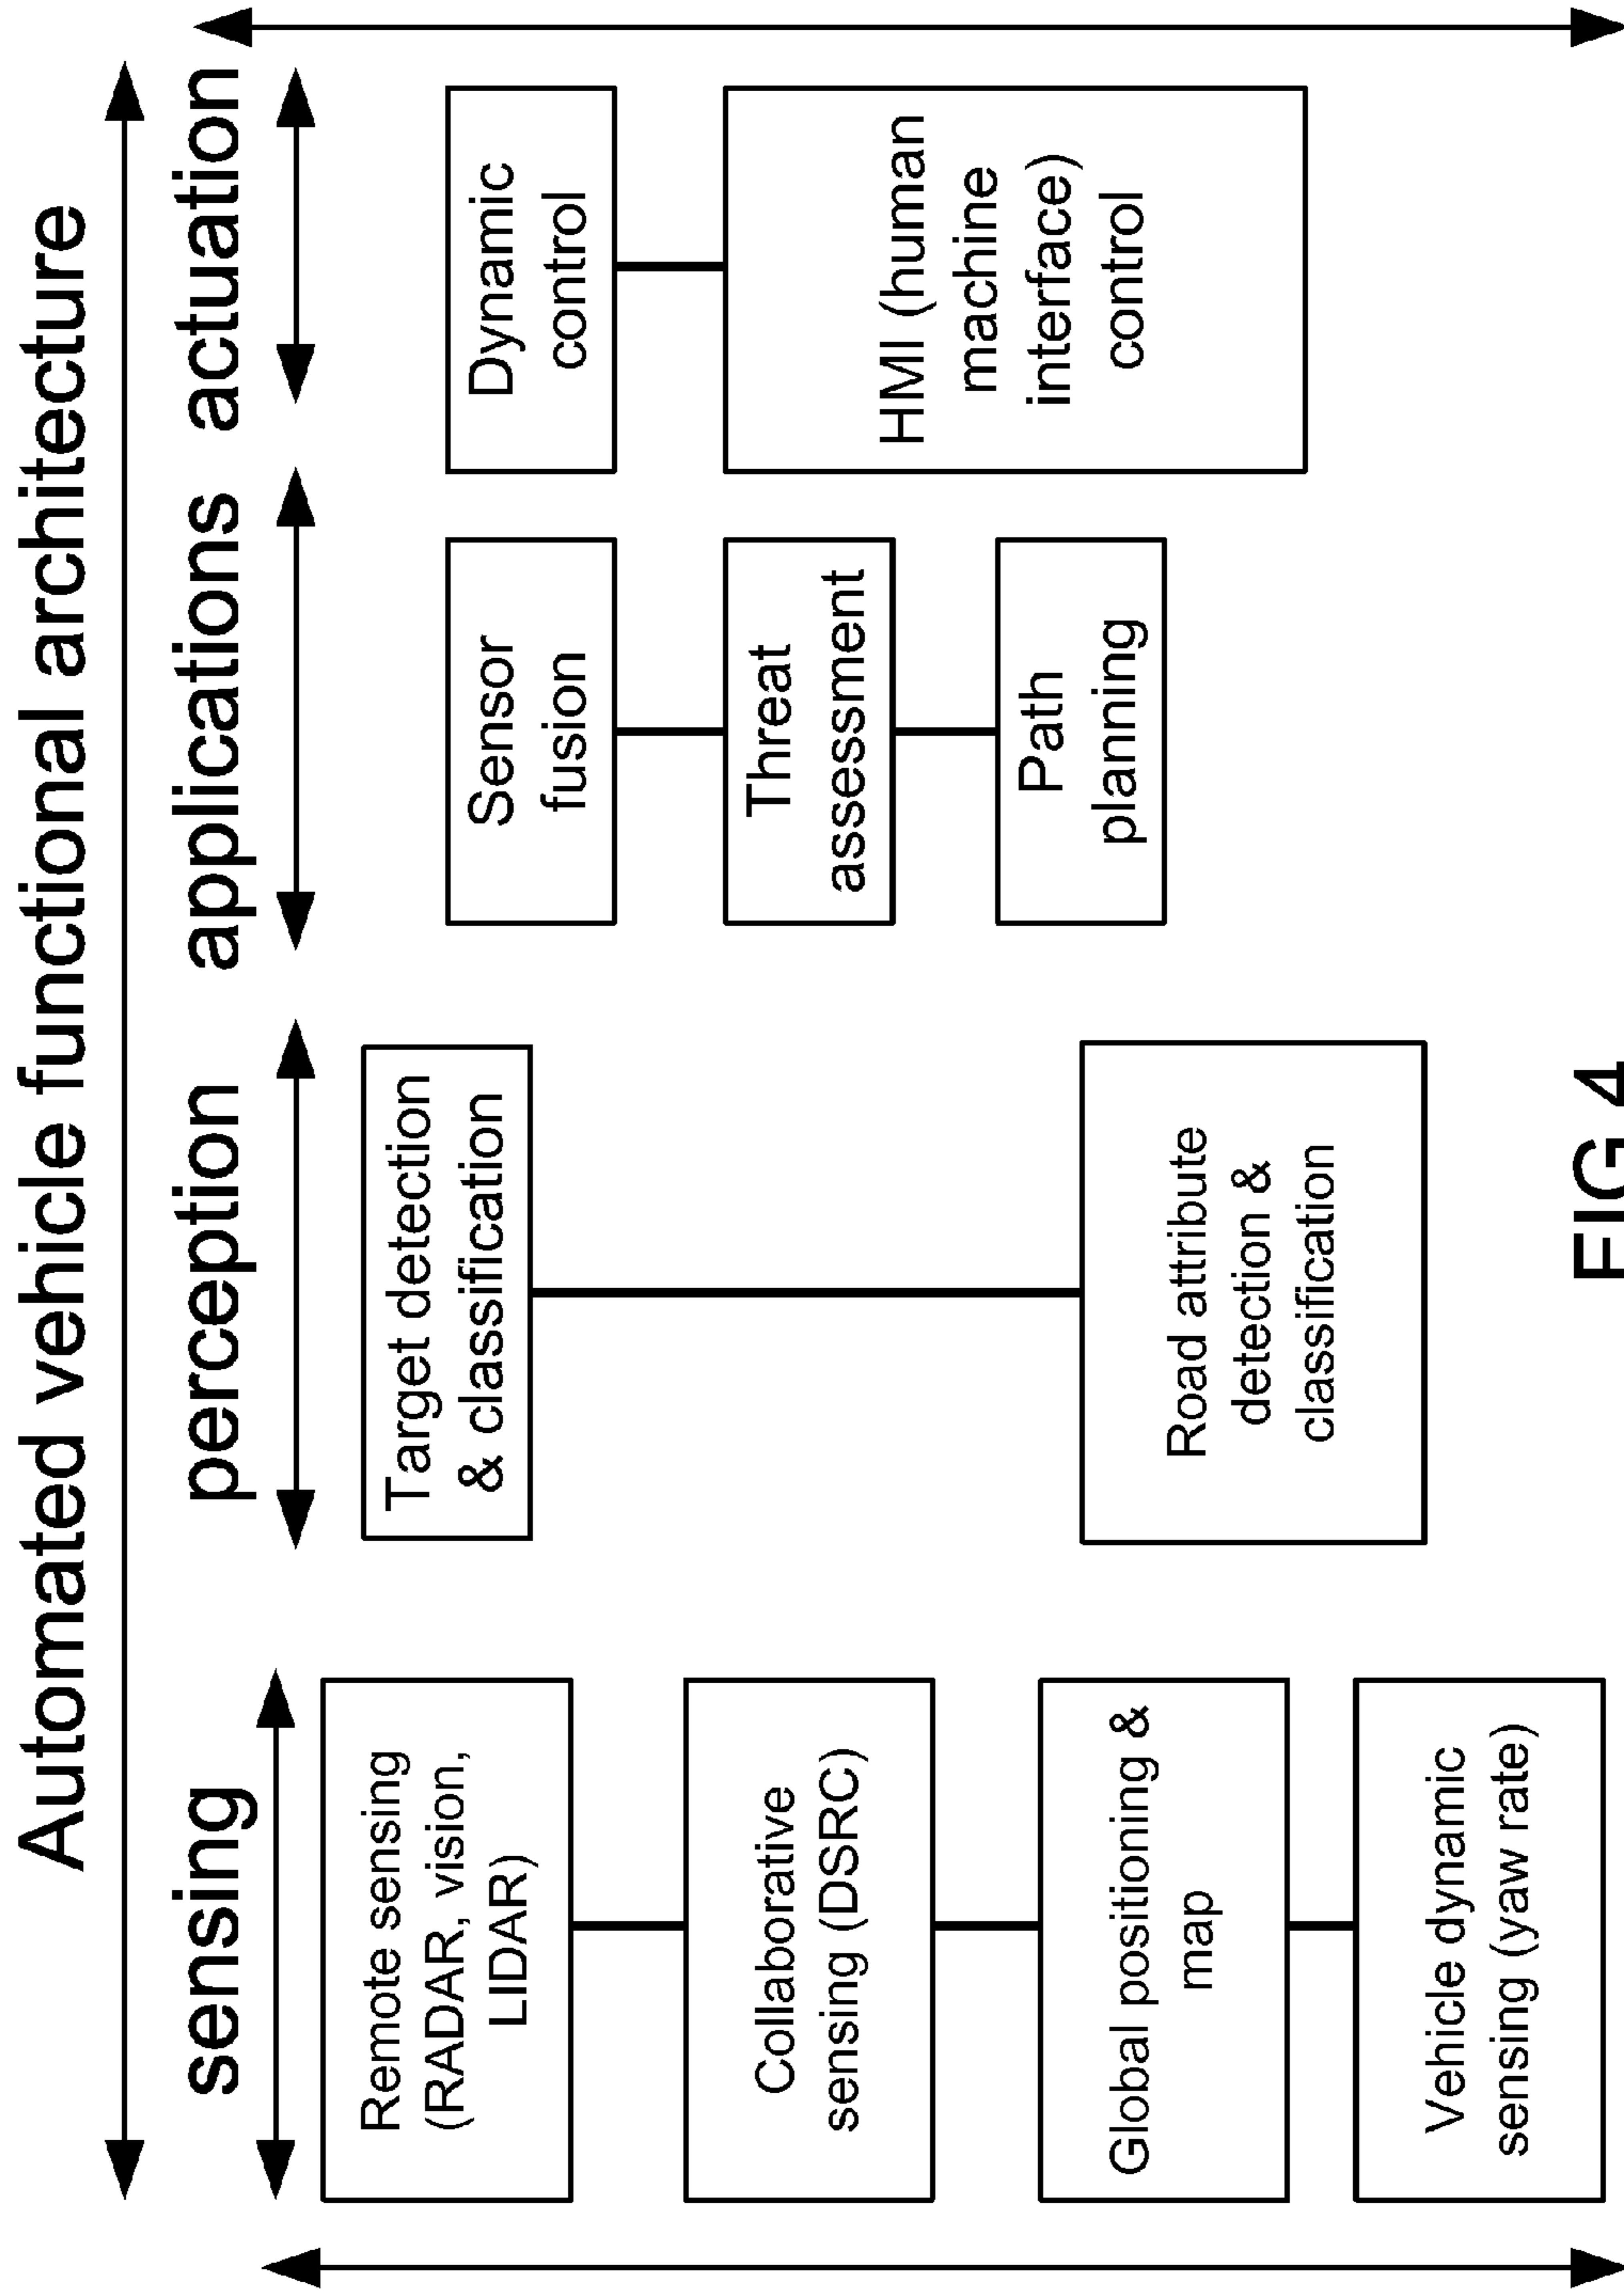 Automated vehicle functional architecture
sensing
perception
applications
actuation
Remote sensing
(RADAR, vision,
LIDAR)
Collaborative
sensing (DSRC)
Global positioning &
map
Vehicle dynamic
sensing (yaw rate)
Target detection
& classification
Road attribute
detection &
classification
Sensor
fusion
Threat
assessment
Path
planning
Dynamic
control
HMI (human
machine
interface)
control
FIG 4